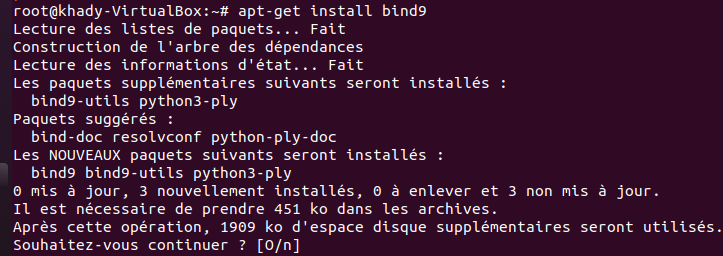 root@khady-VirtualBox:~# apt-get install bind9
Lecture des listes de paquets... Fait
Construction de l'arbre des dépendances
Lecture des informations d'état... Fait
Les paquets supplémentaires suivants seront installés :
  bind9-utils python3-ply
Paquets suggérés :
  bind-doc resolvconf python-ply-doc
Les NOUVEAUX paquets suivants seront installés :
  bind9 bind9-utils python3-ply
0 mis à jour, 3 nouvellement installés, 0 à enlever et 3 non mis à jour.
Il est nécessaire de prendre 451 ko dans les archives.
Après cette opération, 1909 ko d'espace disque supplémentaires seront utilisés.
Souhaitez-vous continuer ? [O/n]